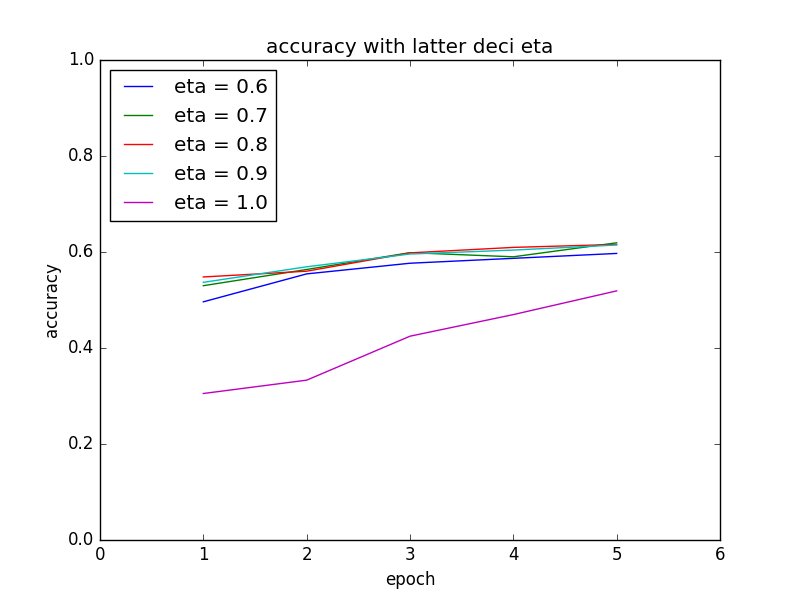 accuracy with latter deci eta
eta = 0.6
eta = 0.7
eta = 0.8
eta = 0.9
eta = 1.0
1.0
0.8
0.6
0.4
0.2
0.0
accuracy
0 1 2 3 4 5 6
epoch